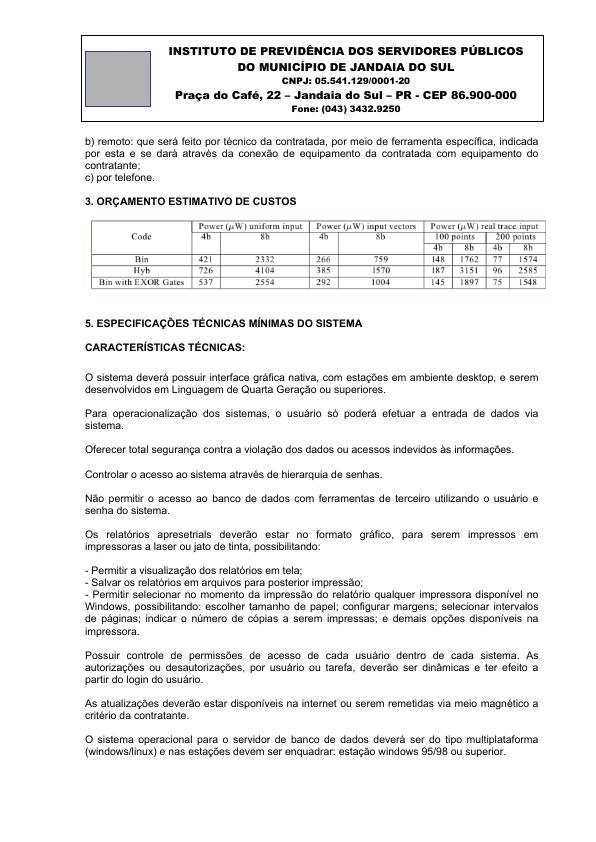 INSTITUTO DE PREVIDÊNCIA DOS SERVIDORES PÚBLICOS
DO MUNICÍPIO DE JANDAIA DO SUL
CNPJ: 05.541.129/0001-20
Praça do Café, 22 – Jandaia do Sul – PR - CEP 86.900-000
Fone: (043) 3432.9250
b) remoto: que será feito por técnico da contratada, por meio de ferramenta específica, indicada
por esta e se dará através da conexão de equipamento da contratada com equipamento do
contratante;
c) por telefone.
3. ORÇAMENTO ESTIMATIVO DE CUSTOS
Code Power (μW) uniform input Power (μW) input vectors Power (μW) real trace input
4b 8b 4b 8b 100 points 200 points
4b 8b 4b 8b
Bin 421 2332 266 759 148 1762 77 1574
Hyb 726 4104 385 1570 187 3151 96 2585
Bin with EXOR Gates 537 2554 292 1004 145 1897 75 1548
5. ESPECIFICAÇÕES TÉCNICAS MÍNIMAS DO SISTEMA
CARACTERÍSTICAS TÉCNICAS:
O sistema deverá possuir interface gráfica nativa, com estações em ambiente desktop, e serem
desenvolvidos em Linguagem de Quarta Geração ou superiores.
Para operacionalização dos sistemas, o usuário só poderá efetuar a entrada de dados via
sistema.
Oferecer total segurança contra a violação dos dados ou acessos indevidos às informações.
Controlar o acesso ao sistema através de hierarquia de senhas.
Não permitir o acesso ao banco de dados com ferramentas de terceiro utilizando o usuário e
senha do sistema.
Os relatórios apresetrials deverão estar no formato gráfico, para serem impressos em
impressoras a laser ou jato de tinta, possibilitando:
- Permitir a visualização dos relatórios em tela;
- Salvar os relatórios em arquivos para posterior impressão;
- Permitir selecionar no momento da impressão do relatório qualquer impressora disponível no
Windows, possibilitando: escolher tamanho de papel; configurar margens; selecionar intervalos
de páginas; indicar o número de cópias a serem impressas; e demais opções disponíveis na
impressora.
Possuir controle de permissões de acesso de cada usuário dentro de cada sistema. As
autorizações ou desautorizações, por usuário ou tarefa, deverão ser dinâmicas e ter efeito a
partir do login do usuário.
As atualizações deverão estar disponíveis na internet ou serem remetidas via meio magnético a
critério da contratante.
O sistema operacional para o servidor de banco de dados deverá ser do tipo multiplataforma
(windows/linux) e nas estações devem ser enquadrar: estação windows 95/98 ou superior.